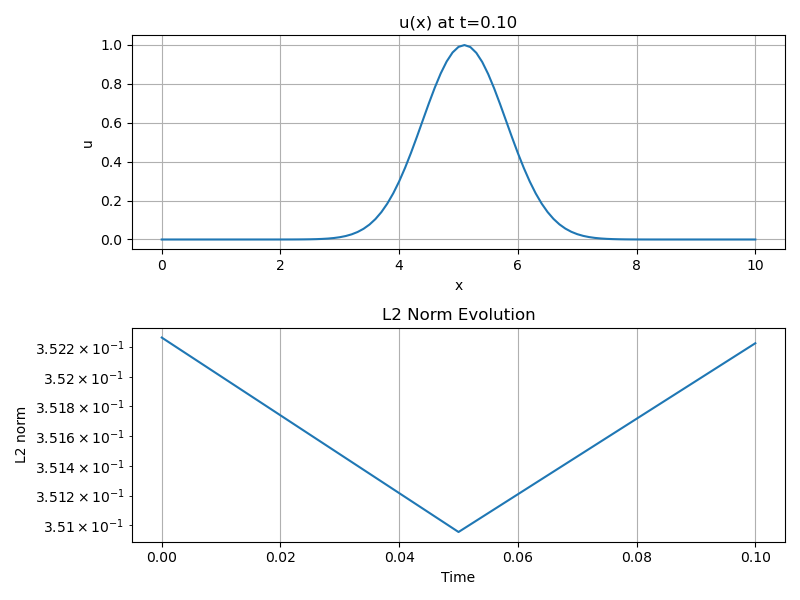 u(x) at t=0.10
1.0
0.8
0.6
0.4
0.2
0.0
u
0 2 4 6 8 10
x
L2 Norm Evolution
3.522 × 10⁻¹
3.52 × 10⁻¹
3.518 × 10⁻¹
3.516 × 10⁻¹
3.514 × 10⁻¹
3.512 × 10⁻¹
3.51 × 10⁻¹
L2 norm
0.00 0.02 0.04 0.06 0.08 0.10
Time